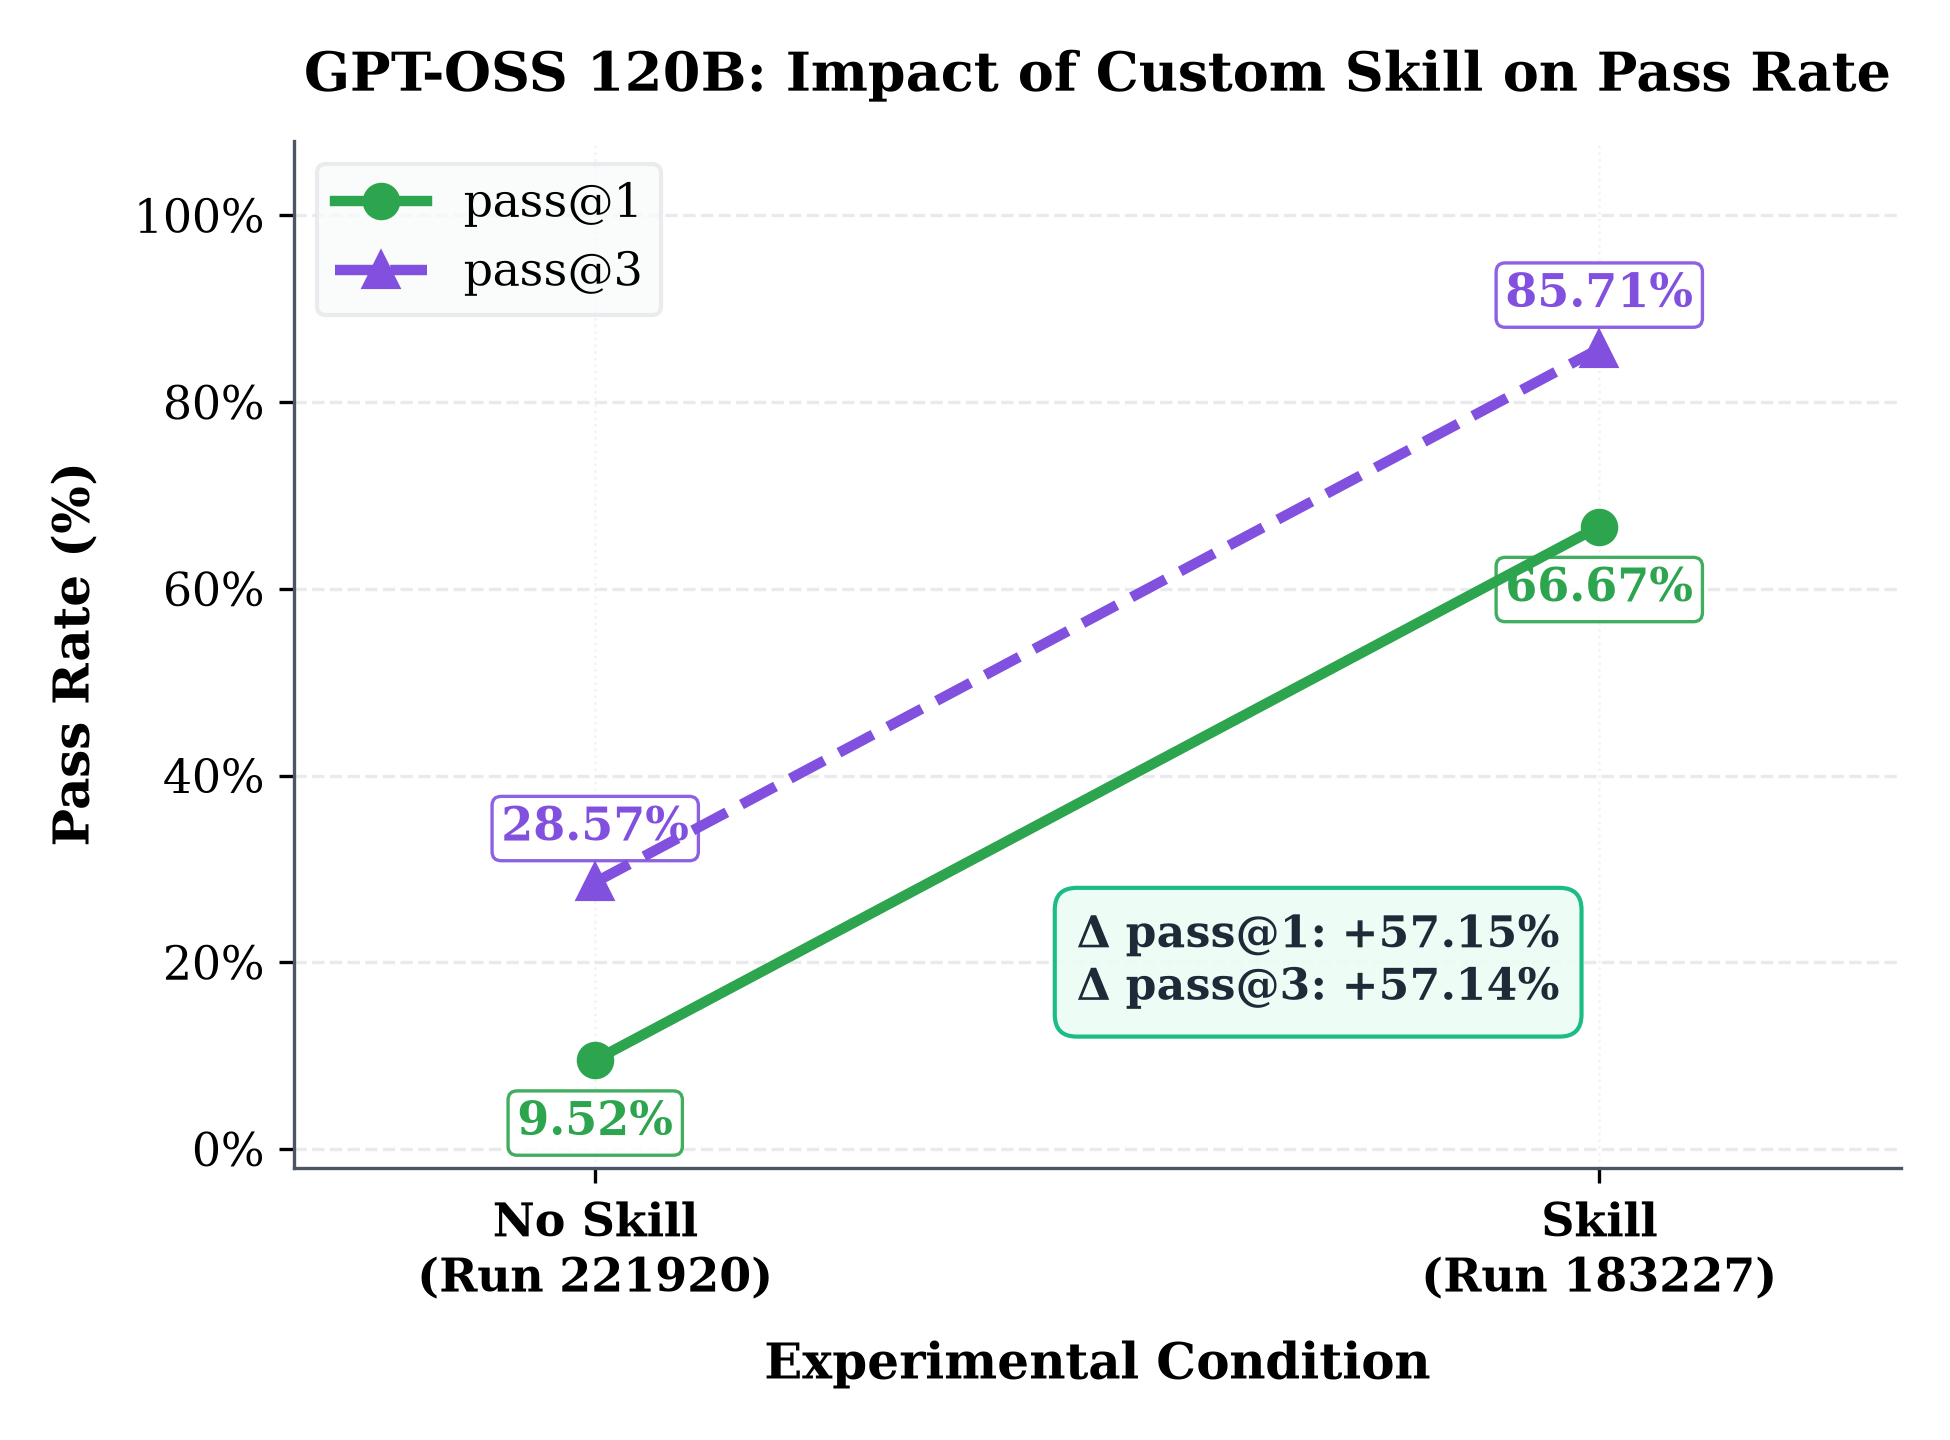 GPT-OSS 120B: Impact of Custom Skill on Pass Rate
pass@1
pass@3
Pass Rate (%)
100%
80%
60%
40%
20%
0%
85.71%
66.67%
28.57%
9.52%
Δ pass@1: +57.15%
Δ pass@3: +57.14%
No Skill
(Run 221920)
Skill
(Run 183227)
Experimental Condition